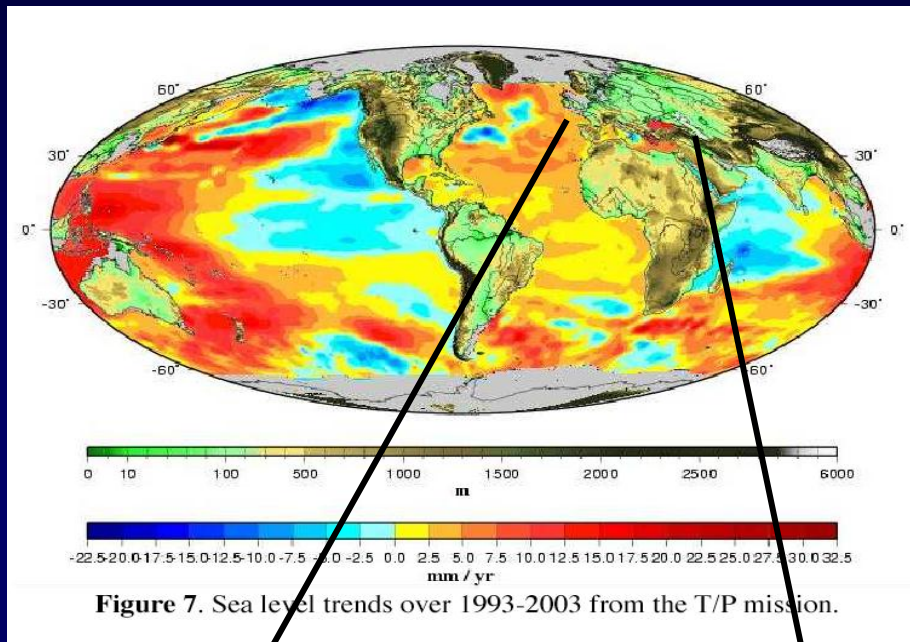 60° 60°
30° 30°
0° 0°
-30° -30°
-60° -60°
0 10 100 500 1000 1500 2000 2500 6000
m
-22.5-20.0-17.5-15.0-12.5-10.0 -7.5 -5.0 -2.5 0.0 2.5 5.0 7.5 10.0 12.5 15.0 17.5 20.0 22.5 25.0 27.5 30.0 32.5
mm / yr
Figure 7. Sea level trends over 1993-2003 from the T/P mission.